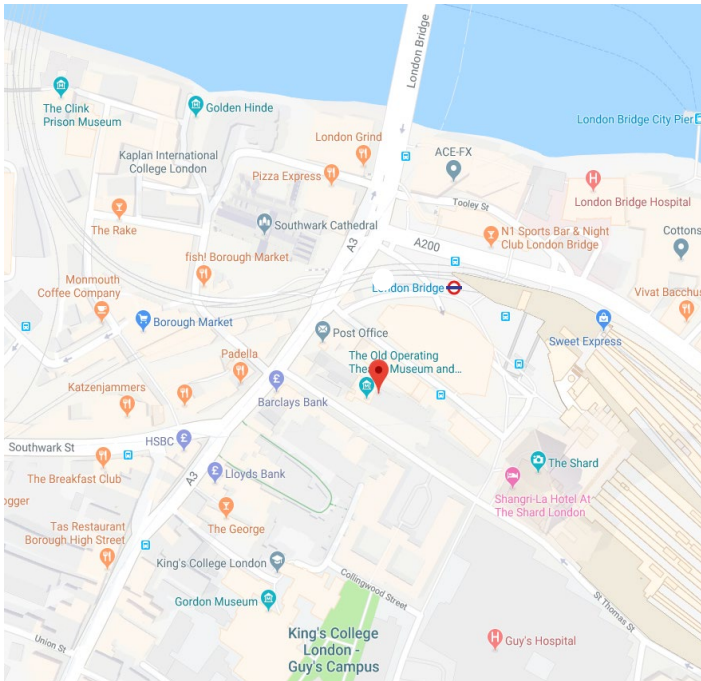 London Bridge
The Clink
Prison Museum
Golden Hinde
London Bridge City Pier
London Grind
ACE-FX
Kaplan International
College London
Pizza Express
London Bridge Hospital
Tooley St
The Rake
Southwark Cathedral
A3
N1 Sports Bar & Night
Club London Bridge
Cottons
A200
fish! Borough Market
Monmouth
Coffee Company
London Bridge
Vivat Bacchus
Borough Market
Post Office
Sweet Express
Padella
The Old Operating
Theatre Museum and...
Katzenjammers
Barclays Bank
HSBC
Southwark St
The Shard
A3
Lloyds Bank
The Breakfast Club
Shangri-La Hotel At
The Shard London
ogger
The George
Tas Restaurant
Borough High Street
King's College London
Collingwood Street
St Thomas St
Gordon Museum
Union St
King's College
London -
Guy's Campus
Guy's Hospital